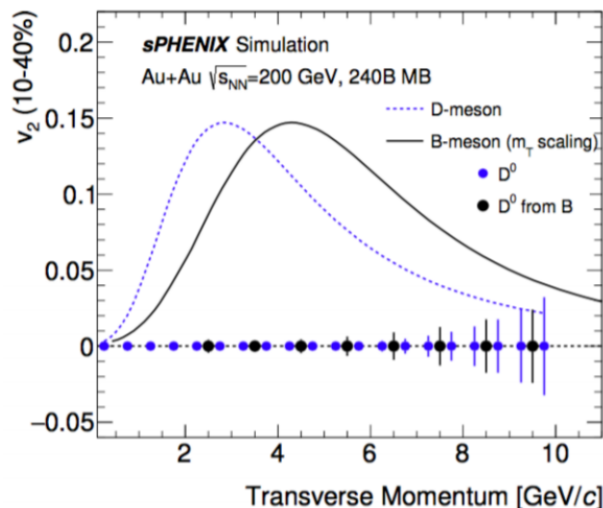 0.2
sPHENIX Simulation
Au+Au √sNN=200 GeV, 240B MB
v2 (10-40%)
D-meson
0.15
B-meson (mT scaling)
D0
D0 from B
0.1
0.05
0
−0.05
2 4 6 8 10
Transverse Momentum [GeV/c]